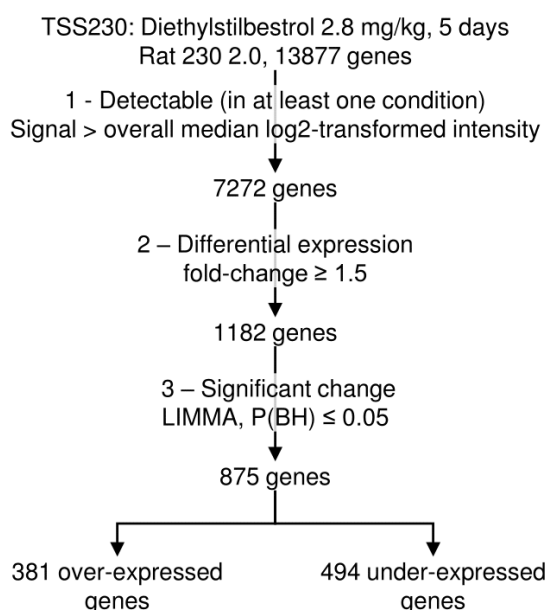 TSS230: Diethylstilbestrol 2.8 mg/kg, 5 days
Rat 230 2.0, 13877 genes
1 - Detectable (in at least one condition)
Signal > overall median log2-transformed intensity
7272 genes
2 – Differential expression
fold-change ≥ 1.5
1182 genes
3 – Significant change
LIMMA, P(BH) ≤ 0.05
875 genes
381 over-expressed
genes
494 under-expressed
genes